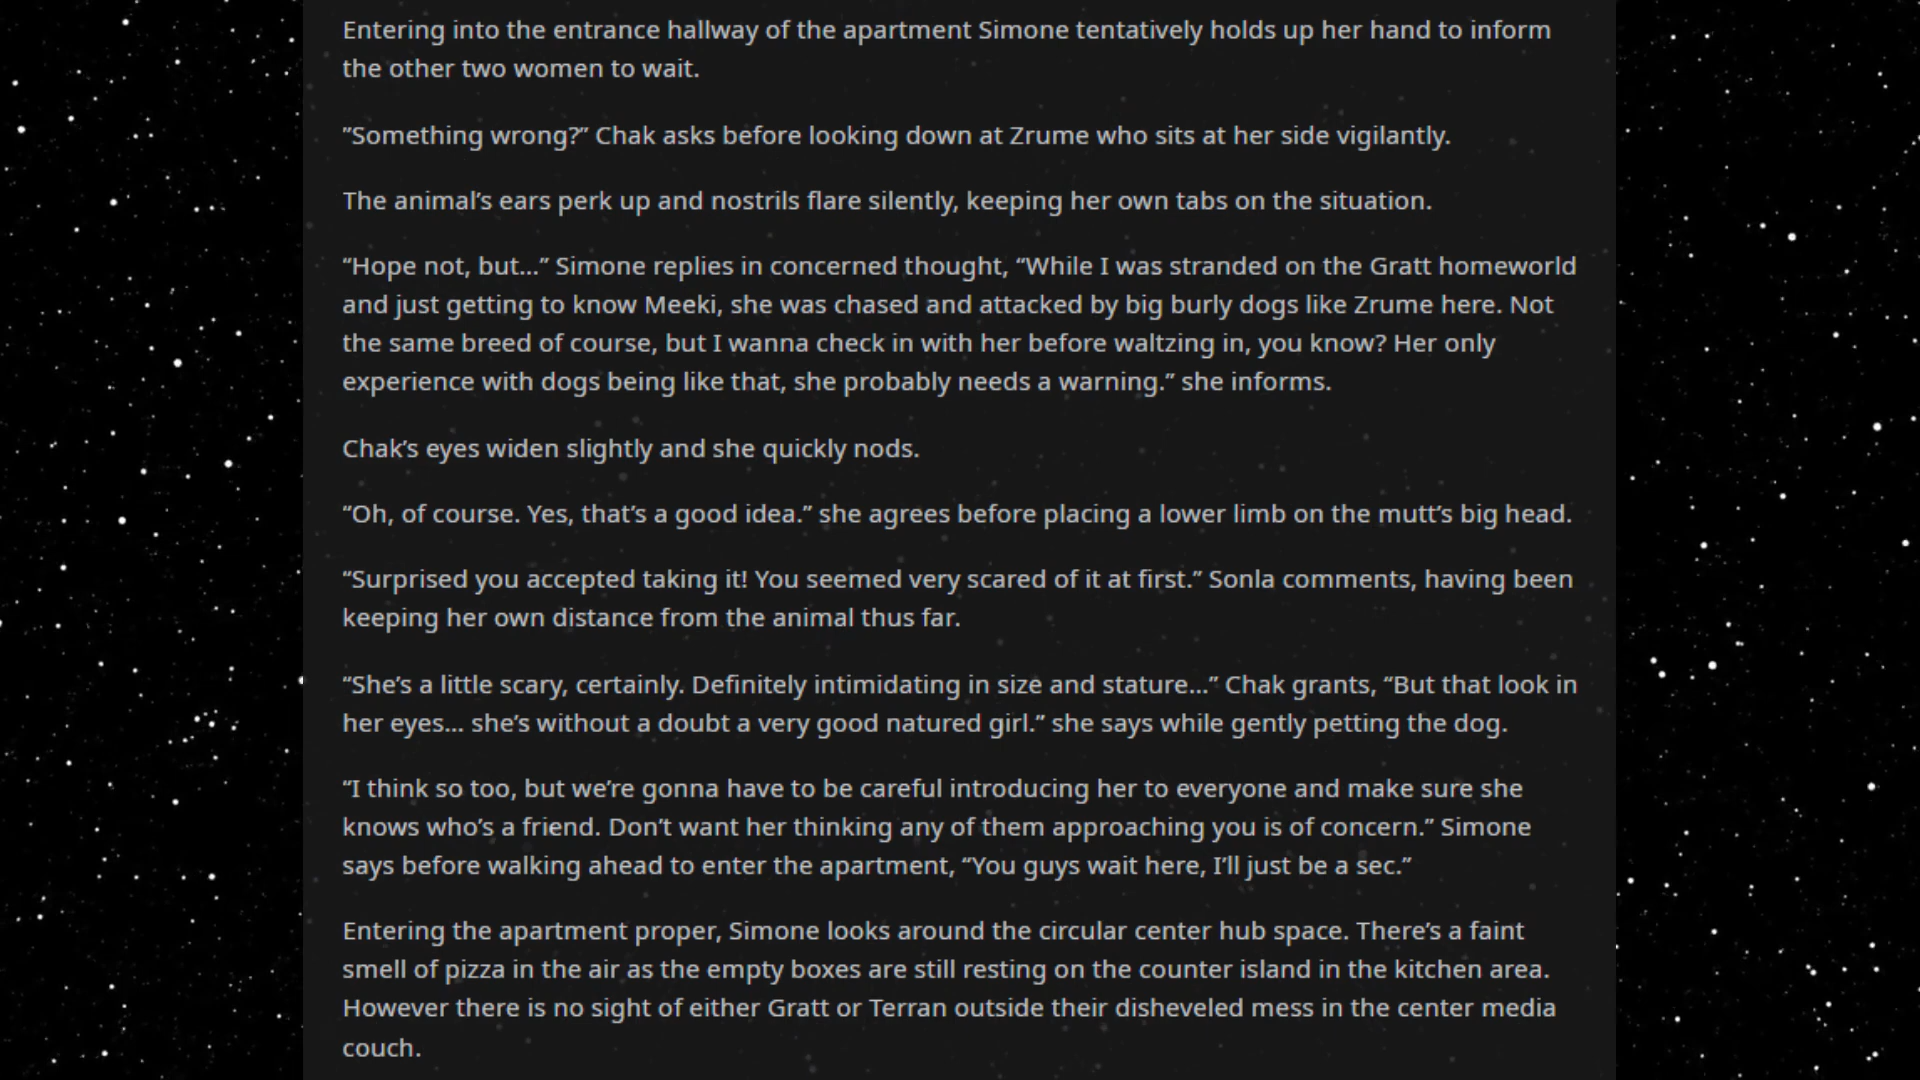 Entering into the entrance hallway of the apartment Simone tentatively holds up her hand to inform
the other two women to wait.
”Something wrong?” Chak asks before looking down at Zrume who sits at her side vigilantly.
The animal’s ears perk up and nostrils flare silently, keeping her own tabs on the situation.
“Hope not, but…” Simone replies in concerned thought, “While I was stranded on the Gratt homeworld
and just getting to know Meeki, she was chased and attacked by big burly dogs like Zrume here. Not
the same breed of course, but I wanna check in with her before waltzing in, you know? Her only
experience with dogs being like that, she probably needs a warning.” she informs.
Chak’s eyes widen slightly and she quickly nods.
“Oh, of course. Yes, that’s a good idea.” she agrees before placing a lower limb on the mutt’s big head.
“Surprised you accepted taking it! You seemed very scared of it at first.” Sonla comments, having been
keeping her own distance from the animal thus far.
“She’s a little scary, certainly. Definitely intimidating in size and stature…” Chak grants, “But that look in
her eyes… she’s without a doubt a very good natured girl.” she says while gently petting the dog.
“I think so too, but we’re gonna have to be careful introducing her to everyone and make sure she
knows who’s a friend. Don’t want her thinking any of them approaching you is of concern.” Simone
says before walking ahead to enter the apartment, “You guys wait here, I’ll just be a sec.”
Entering the apartment proper, Simone looks around the circular center hub space. There’s a faint
smell of pizza in the air as the empty boxes are still resting on the counter island in the kitchen area.
However there is no sight of either Gratt or Terran outside their disheveled mess in the center media
couch.